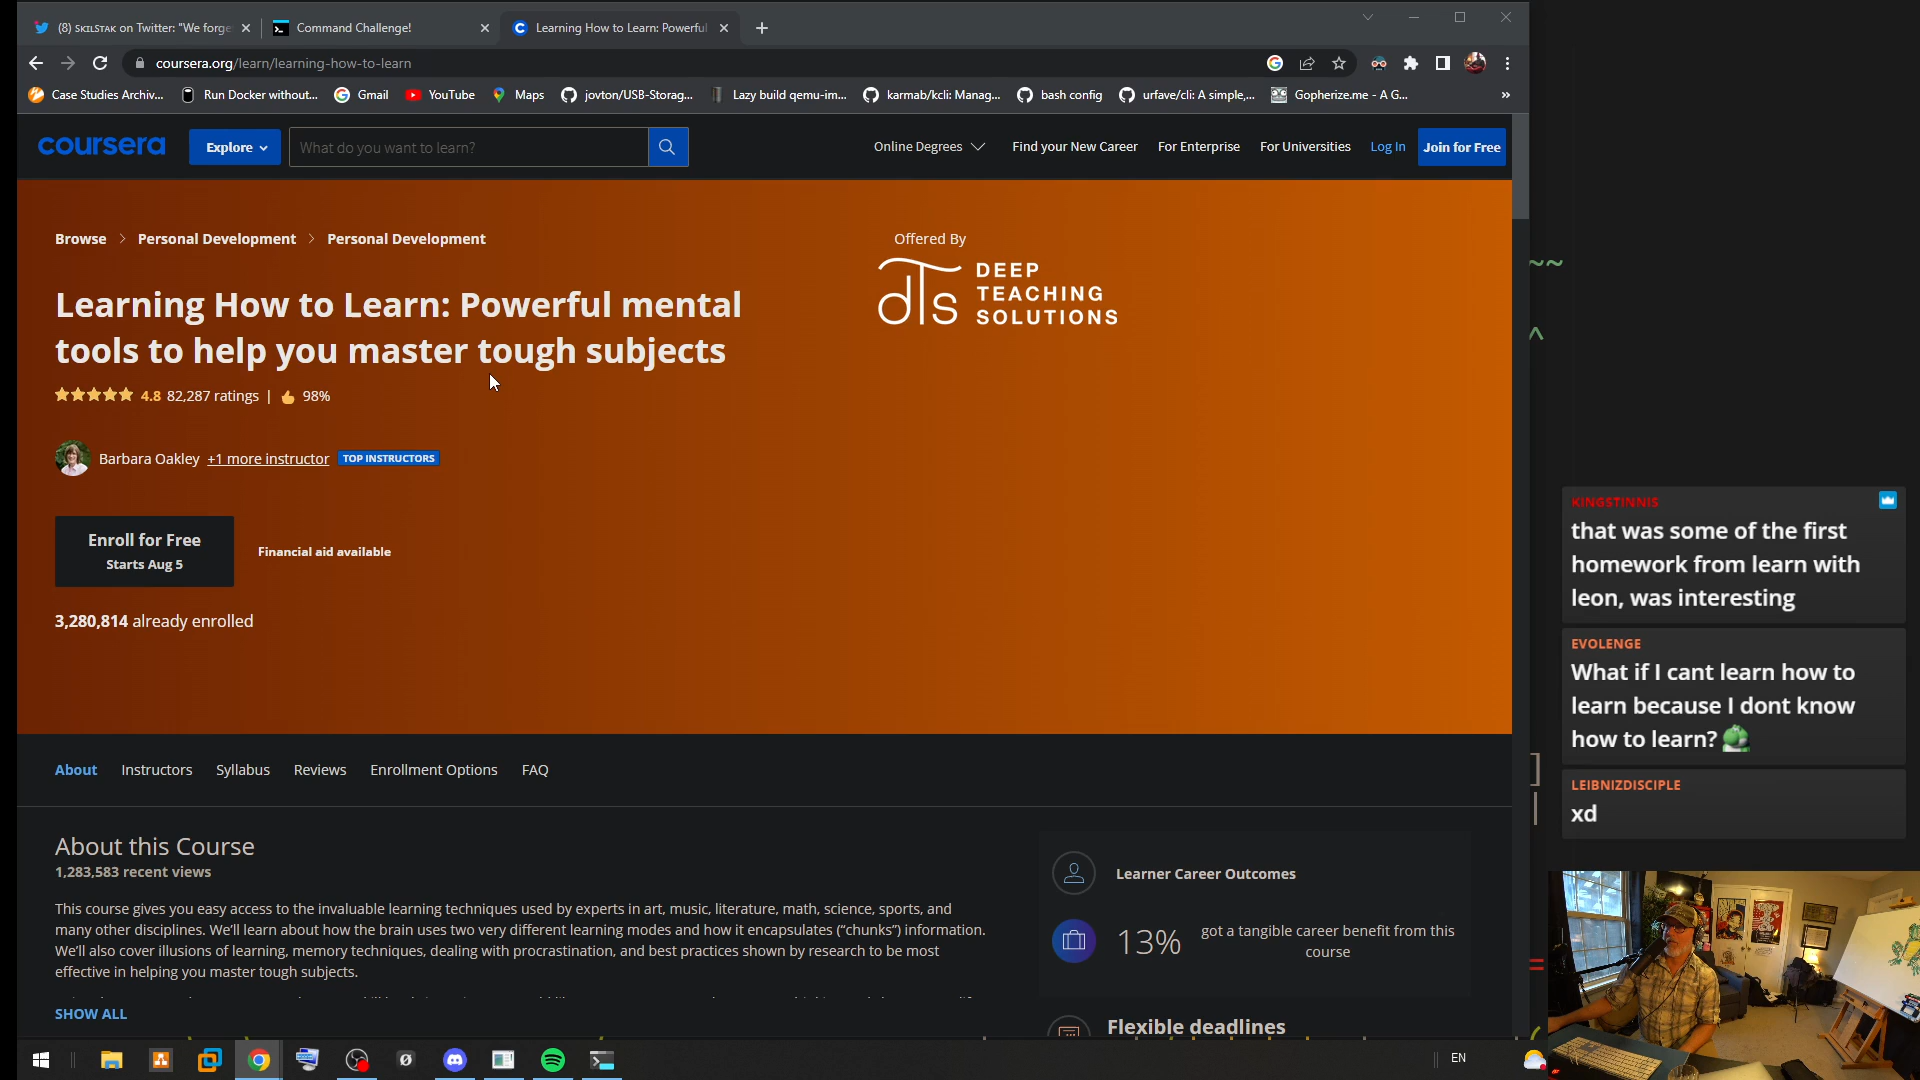 (8) SKILSTAK on Twitter: "We forge
Command Challenge!
Learning How to Learn: Powerful
coursera.org/learn/learning-how-to-learn
Case Studies Archiv...
Run Docker without...
Gmail
YouTube
Maps
jovton/USB-Storag...
Lazy build qemu-im...
karmab/kcli: Manag...
bash config
urfave/cli: A simple,...
Gopherize.me - A G...
»
coursera
Explore
What do you want to learn?
Online Degrees
Find your New Career
For Enterprise
For Universities
Log In
Join for Free
Browse > Personal Development > Personal Development
Offered By
dTs
DEEP
TEACHING
SOLUTIONS
Learning How to Learn: Powerful mental
tools to help you master tough subjects
4.8 82,287 ratings | 98%
Barbara Oakley +1 more instructor TOP INSTRUCTORS
Enroll for Free
Starts Aug 5
Financial aid available
3,280,814 already enrolled
About
Instructors
Syllabus
Reviews
Enrollment Options
FAQ
About this Course
1,283,583 recent views
This course gives you easy access to the invaluable learning techniques used by experts in art, music, literature, math, science, sports, and
many other disciplines. We'll learn about how the brain uses two very different learning modes and how it encapsulates ("chunks") information.
We'll also cover illusions of learning, memory techniques, dealing with procrastination, and best practices shown by research to be most
effective in helping you master tough subjects.
SHOW ALL
Learner Career Outcomes
13%
got a tangible career benefit from this
course
Flexible deadlines
~~
^
]
|
=
KINGSTINNIS
that was some of the first
homework from learn with
leon, was interesting
EVOLENGE
What if I cant learn how to
learn because I dont know
how to learn?
LEIBNIZDISCIPLE
xd
EN